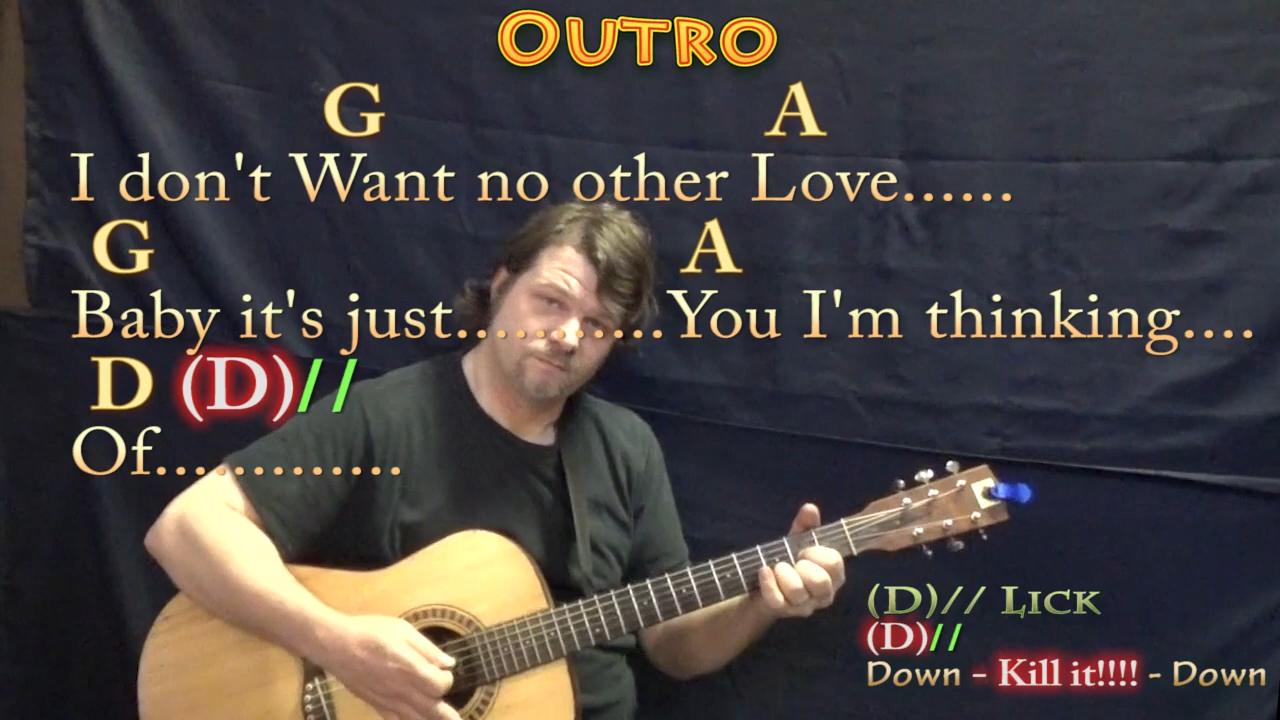 OUTRO
G A
I don't Want no other Love......
G A
Baby it's just...........You I'm thinking....
D (D)//
Of.............
(D)// LICK
(D)//
Down - Kill it!!!! - Down